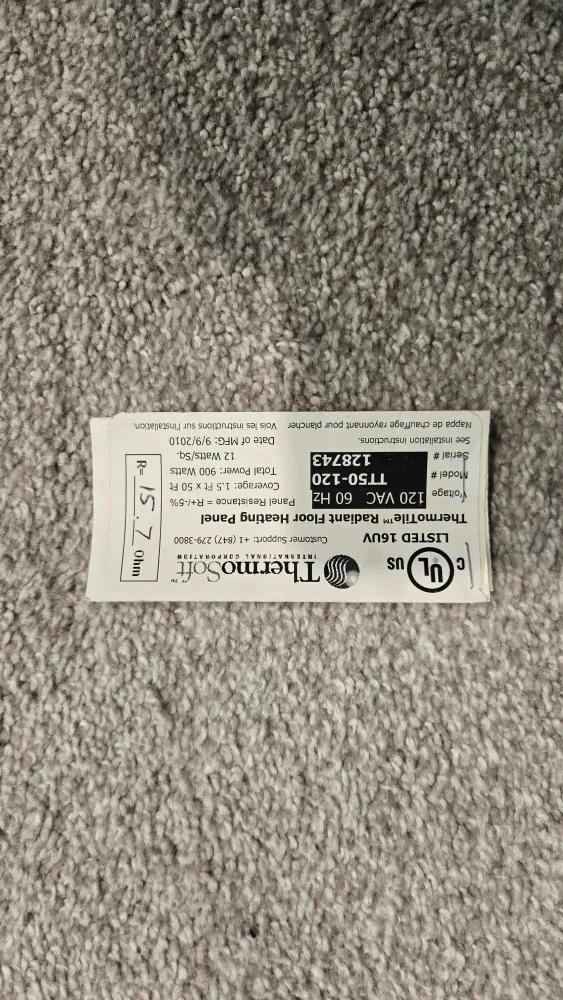 C UL US
LISTED 16UV
ThermoSoft™
INTERNATIONAL CORPORATION
Customer Support: +1 (847) 279-3800
ThermoTile™ Radiant Floor Heating Panel
Voltage 120 VAC 60 Hz
Model # TT50-120
Serial # 128743
Panel Resistance = R+/-5%
Coverage: 1.5 Ft x 50 Ft
Total Power: 900 Watts
12 Watts/Sq.
Date of MFG: 9/9/2010
See installation instructions.
Nappa de chauffage rayonnant pour plancher
Vois les instructions surs l'installation.
R= 15.7 Ohm